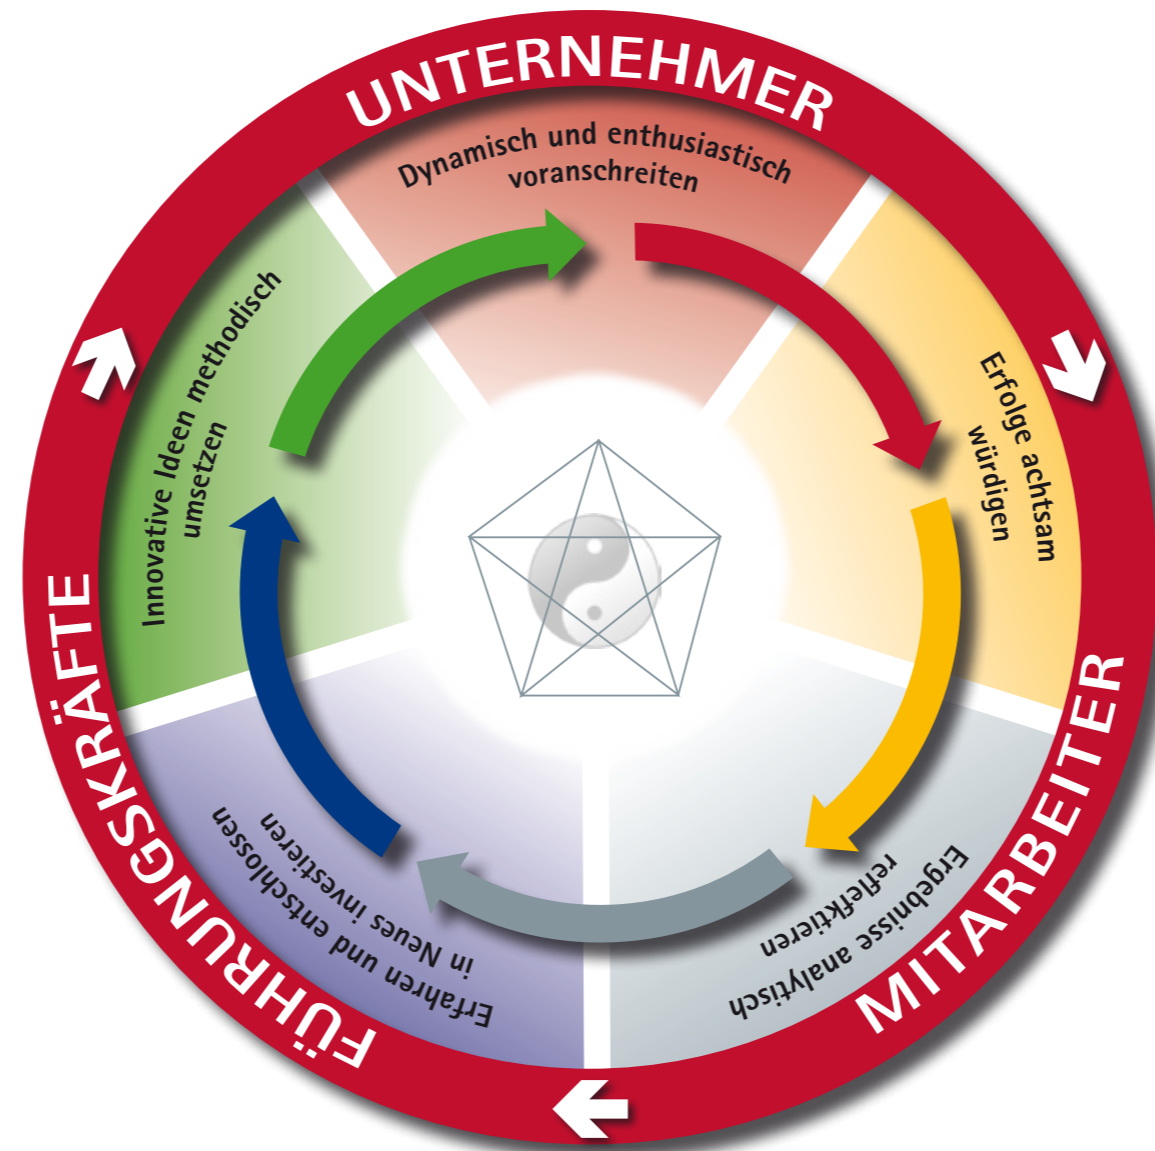 UNTERNEHMER
Dynamisch und enthusiastisch
voranschreiten
Erfolge achtsam
würdigen
MITARBEITER
Ergebnisse analytisch
reflefktieren
Erfahren und entschlossen
in Neues investieren
FÜHRUNGSKRÄFTE
Innovative Ideen methodisch
umsetzen